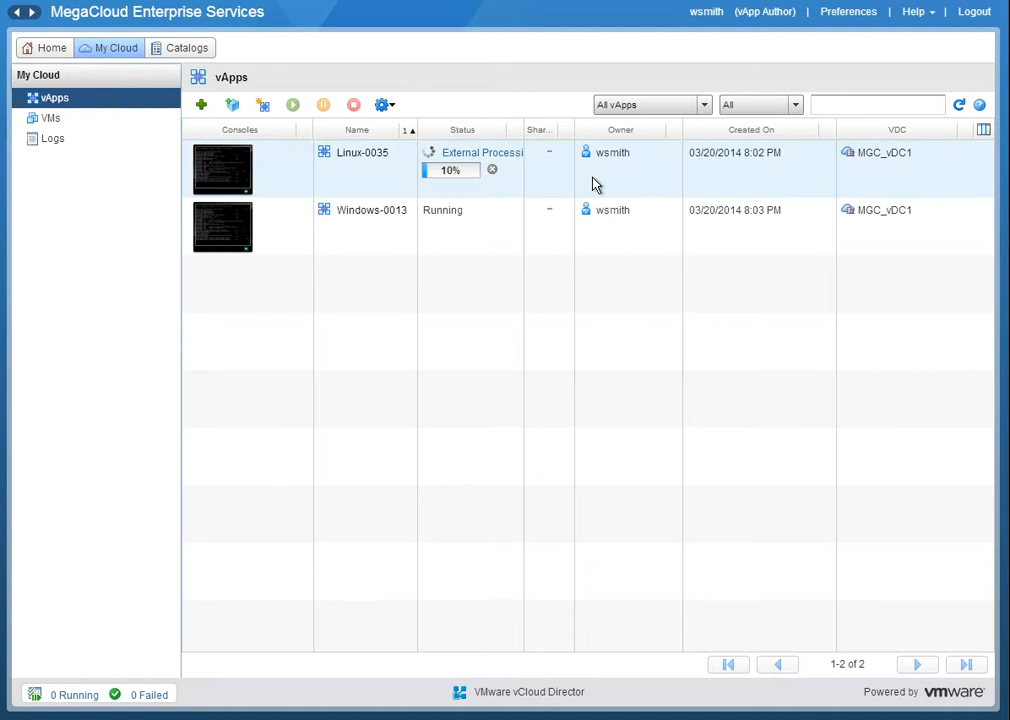 MegaCloud Enterprise Services
wsmith (vApp Author) | Preferences | Help | Logout
Home My Cloud Catalogs
My Cloud
vApps
VMs
Logs
vApps
All vApps All
Consoles Name 1 Status Shar... Owner Created On VDC
Linux-0035 External Processi – wsmith 03/20/2014 8:02 PM MGC_vDC1
10%
Windows-0013 Running – wsmith 03/20/2014 8:03 PM MGC_vDC1
1-2 of 2
0 Running 0 Failed VMware vCloud Director Powered by vmware